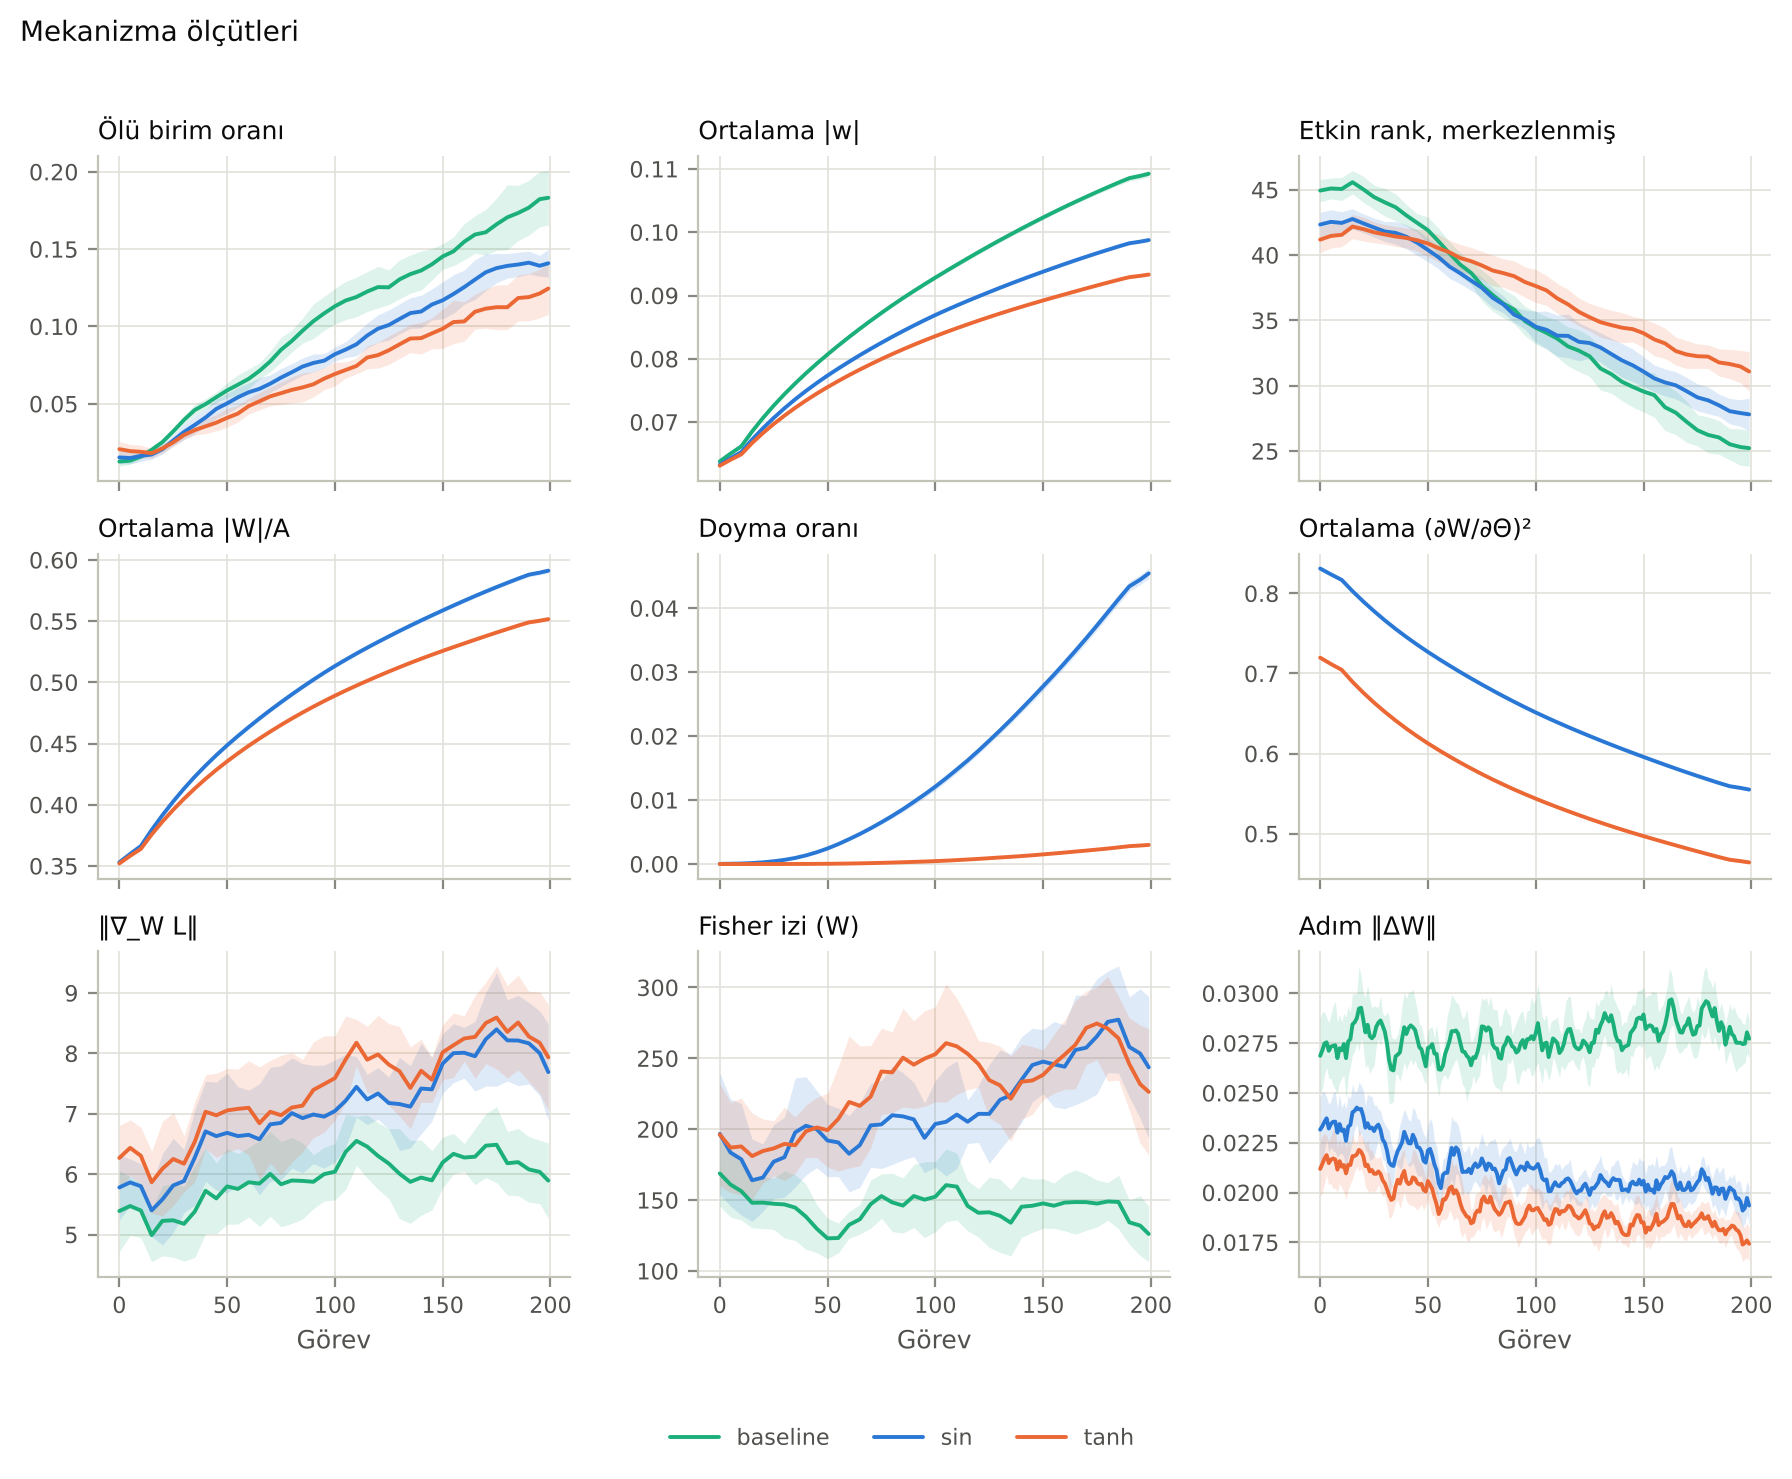 Mekanizma ölçütleri
Ölü birim oranı
0.20
0.15
0.10
0.05
Ortalama |w|
0.11
0.10
0.09
0.08
0.07
Etkin rank, merkezlenmiş
45
40
35
30
25
Ortalama |W|/A
0.60
0.55
0.50
0.45
0.40
0.35
Doyma oranı
0.04
0.03
0.02
0.01
0.00
Ortalama (∂W/∂Θ)²
0.8
0.7
0.6
0.5
‖∇_W L‖
9
8
7
6
5
0 50 100 150 200
Görev
Fisher izi (W)
300
250
200
150
100
0 50 100 150 200
Görev
Adım ‖ΔW‖
0.0300
0.0275
0.0250
0.0225
0.0200
0.0175
0 50 100 150 200
Görev
baseline sin tanh